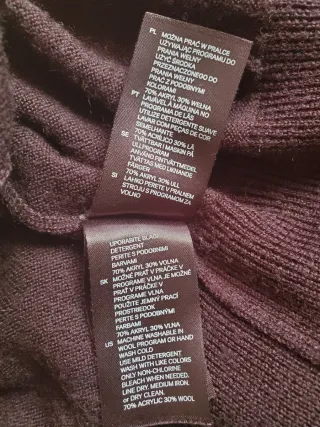 PL MOŻNA PRAĆ W PRALCE
UŻYWAJĄC PROGRAMU DO
PRANIA WEŁNY
UŻYĆ ŚRODKA
PRZEZNACZONEGO DO
PRANIA WEŁNY
PRAĆ Z PODOBNYMI
KOLORAMI
70% AKRYL 30% WEŁNA
PT LAVÁVEL À MÁQUINA NO
PROGRAMA DE LÃS
UTILIZE DETERGENTE SUAVE
LAVAR COM PEÇAS DE COR
SEMELHANTE
70% ACRÍLICO 30% LÃ
SE TVÄTTBAR I MASKIN PÅ
ULLPROGRAM
ANVÄND FINTVÄTTMEDEL
TVÄTTAS MED LIKNANDE
FÄRGER
70% AKRYL 30% ULL
SI LAHKO PERETE V PRALNEM
STROJU S PROGRAMOM ZA
VOLNO
UPORABITE BLAG
DETERGENT
PERITE S PODOBNIMI
BARVAMI
70% AKRYL 30% VOLNA
SK MOŽNÉ PRAŤ V PRÁČKE V
PROGRAME VLNA JE MOŽNÉ
PRAŤ V PRÁČKE V
PROGRAME VLNA
POUŽITE JEMNÝ PRACÍ
PROSTRIEDOK
PERTE S PODOBNÝMI
FARBAMI
70% AKRYL 30% VLNA
US MACHINE WASHABLE IN
WOOL PROGRAM OR HAND
WASH COLD
USE MILD DETERGENT
WASH WITH LIKE COLORS
ONLY NON-CHLORINE
BLEACH WHEN NEEDED.
LINE DRY. MEDIUM IRON.
or DRY CLEAN.
70% ACRYLIC 30% WOOL